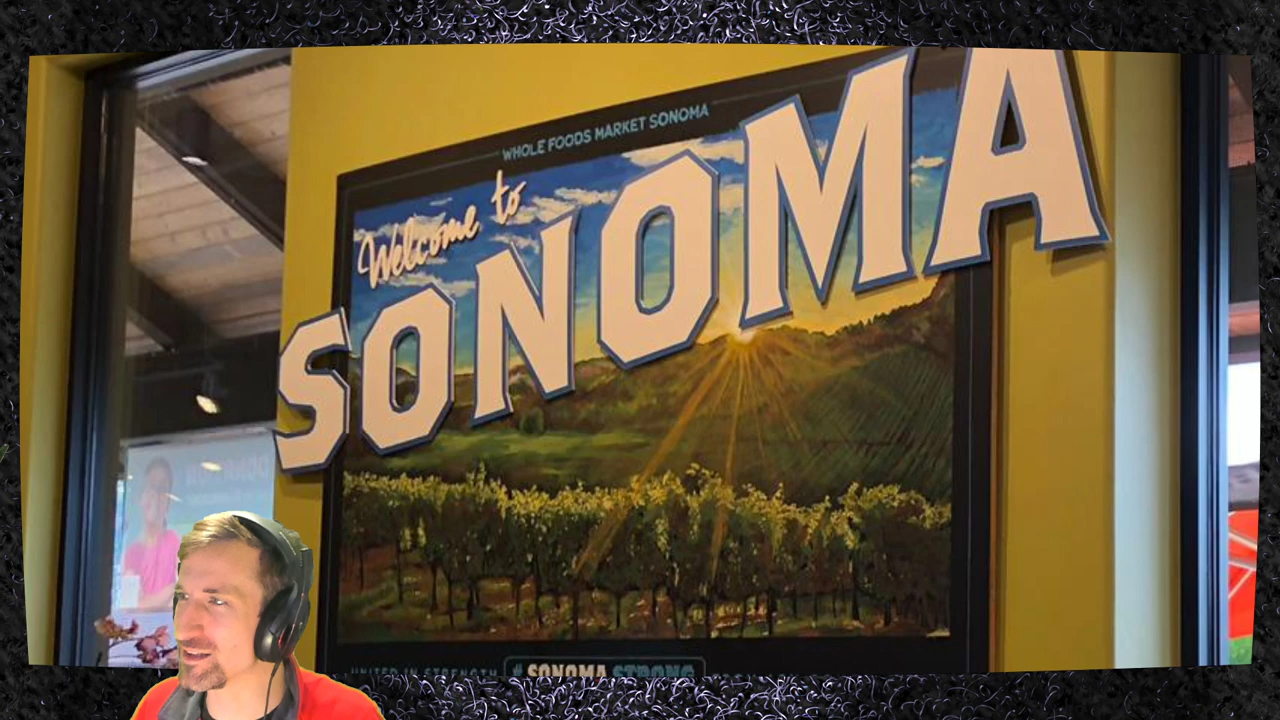 WHOLE FOODS MARKET SONOMA
Welcome to
SONOMA
UNITED IN STRENGTH # SONOMA STRONG